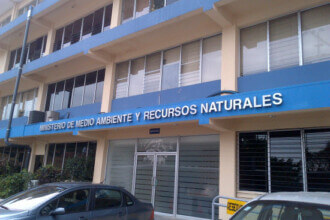 MINISTERIO DE MEDIO AMBIENTE Y RECURSOS NATURALES